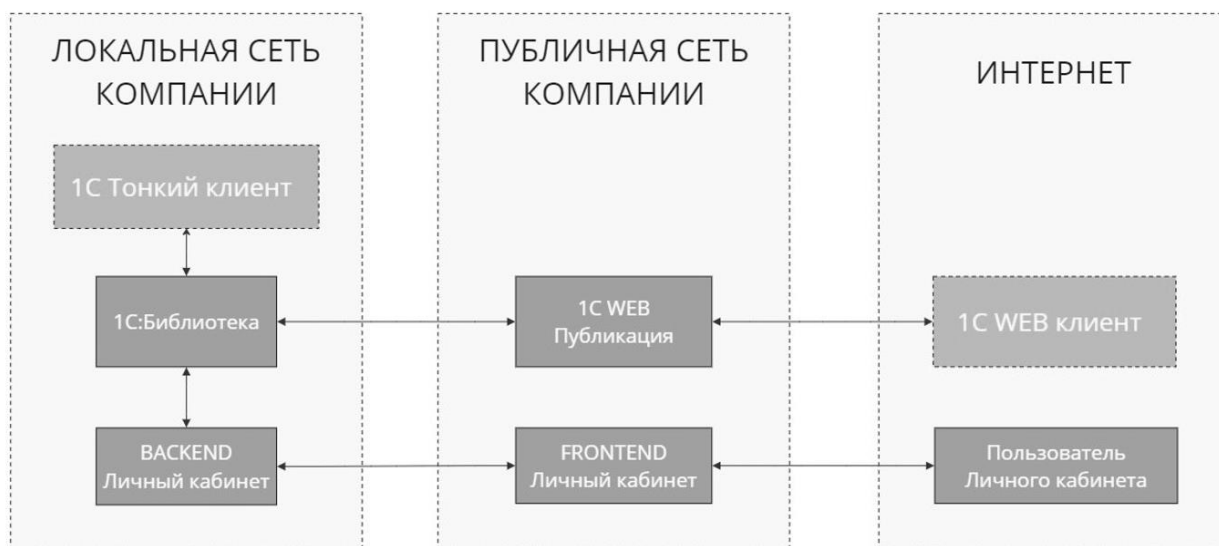 ЛОКАЛЬНАЯ СЕТЬ
КОМПАНИИ
ПУБЛИЧНАЯ СЕТЬ
КОМПАНИИ
ИНТЕРНЕТ
1С Тонкий клиент
1С:Библиотека
1С WEB
Публикация
1С WEB клиент
BACKEND
Личный кабинет
FRONTEND
Личный кабинет
Пользователь
Личного кабинета